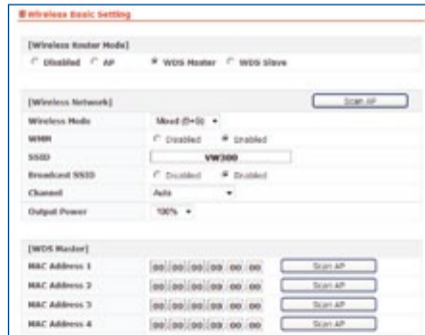 Wireless Basic Setting
[Wireless Router Mode]
Disabled AP WDS Master WDS Slave
[Wireless Network] Scan AP
Wireless Mode Mixed (B+G)
WMM Disabled Enabled
SSID VW300
Broadcast SSID Disabled Enabled
Channel Auto
Output Power 100%
[WDS Master]
MAC Address 1 00 00 00 00 00 00 Scan AP
MAC Address 2 00 00 00 00 00 00 Scan AP
MAC Address 3 00 00 00 00 00 00 Scan AP
MAC Address 4 00 00 00 00 00 00 Scan AP